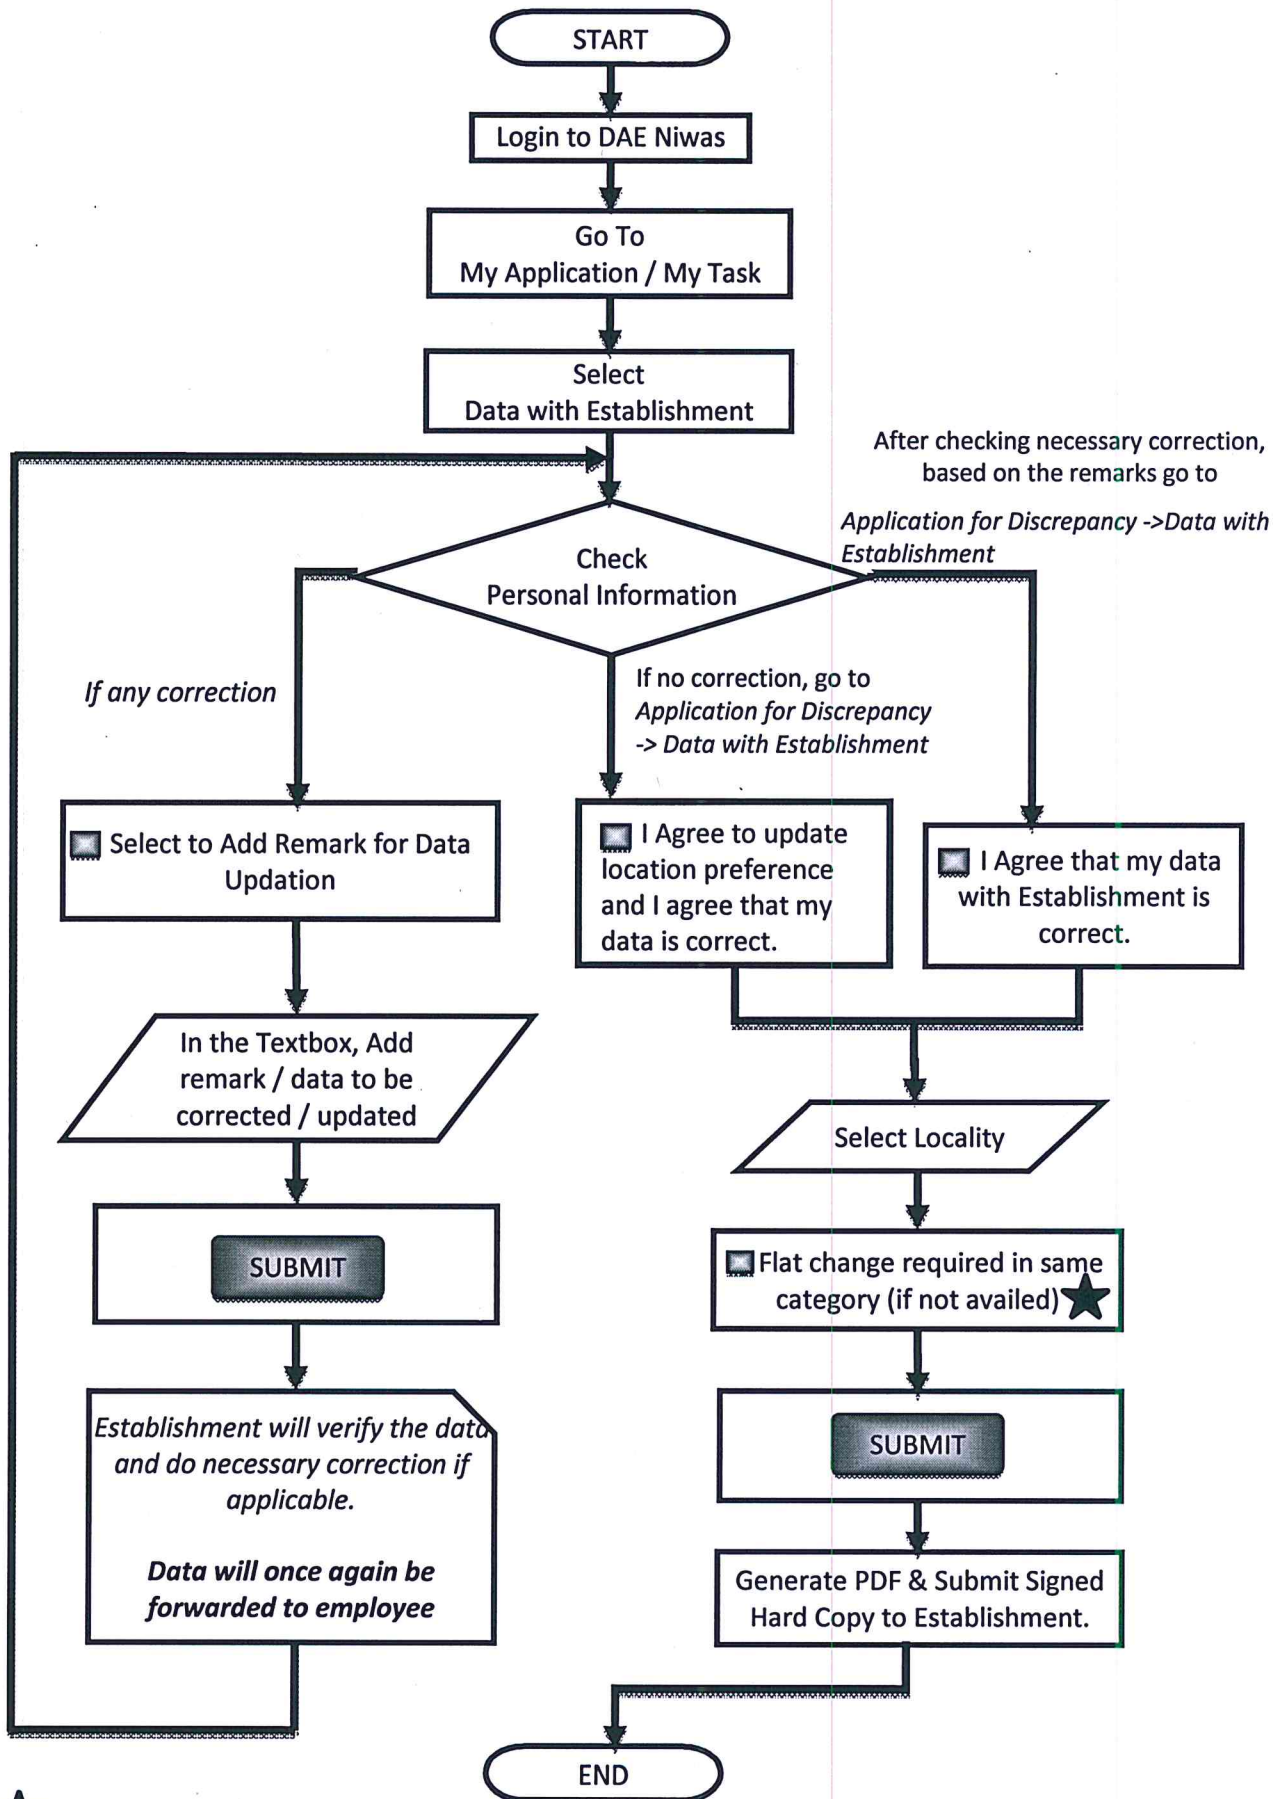 START
Login to DAE Niwas
Go To
My Application / My Task
Select
Data with Establishment
After checking necessary correction,
based on the remarks go to
Application for Discrepancy ->Data with
Establishment
Check
Personal Information
If any correction
If no correction, go to
Application for Discrepancy
-> Data with Establishment
Select to Add Remark for Data
Updation
I Agree to update
location preference
and I agree that my
data is correct.
I Agree that my data
with Establishment is
correct.
In the Textbox, Add
remark / data to be
corrected / updated
Select Locality
SUBMIT
Flat change required in same
category (if not availed)
Establishment will verify the data
and do necessary correction if
applicable.
Data will once again be
forwarded to employee
SUBMIT
Generate PDF & Submit Signed
Hard Copy to Establishment.
END